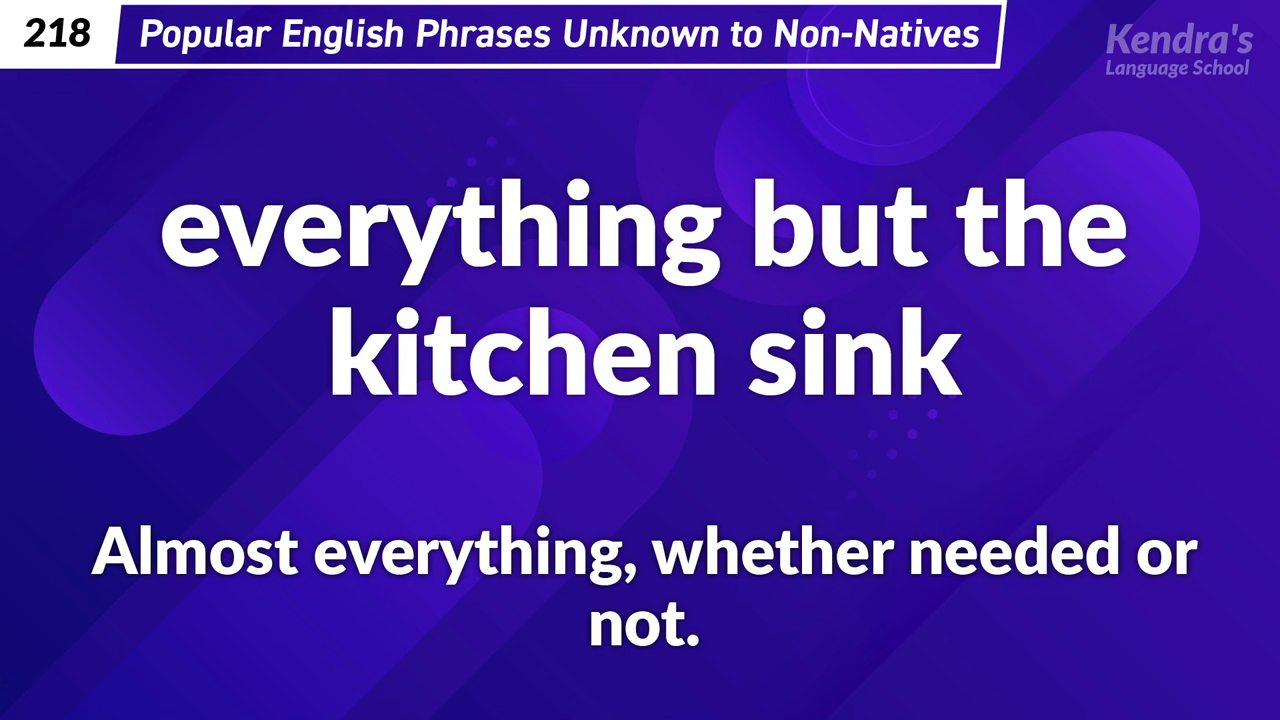 218
Popular English Phrases Unknown to Non-Natives
Kendra's
Language School
everything but the
kitchen sink
Almost everything, whether needed or
not.